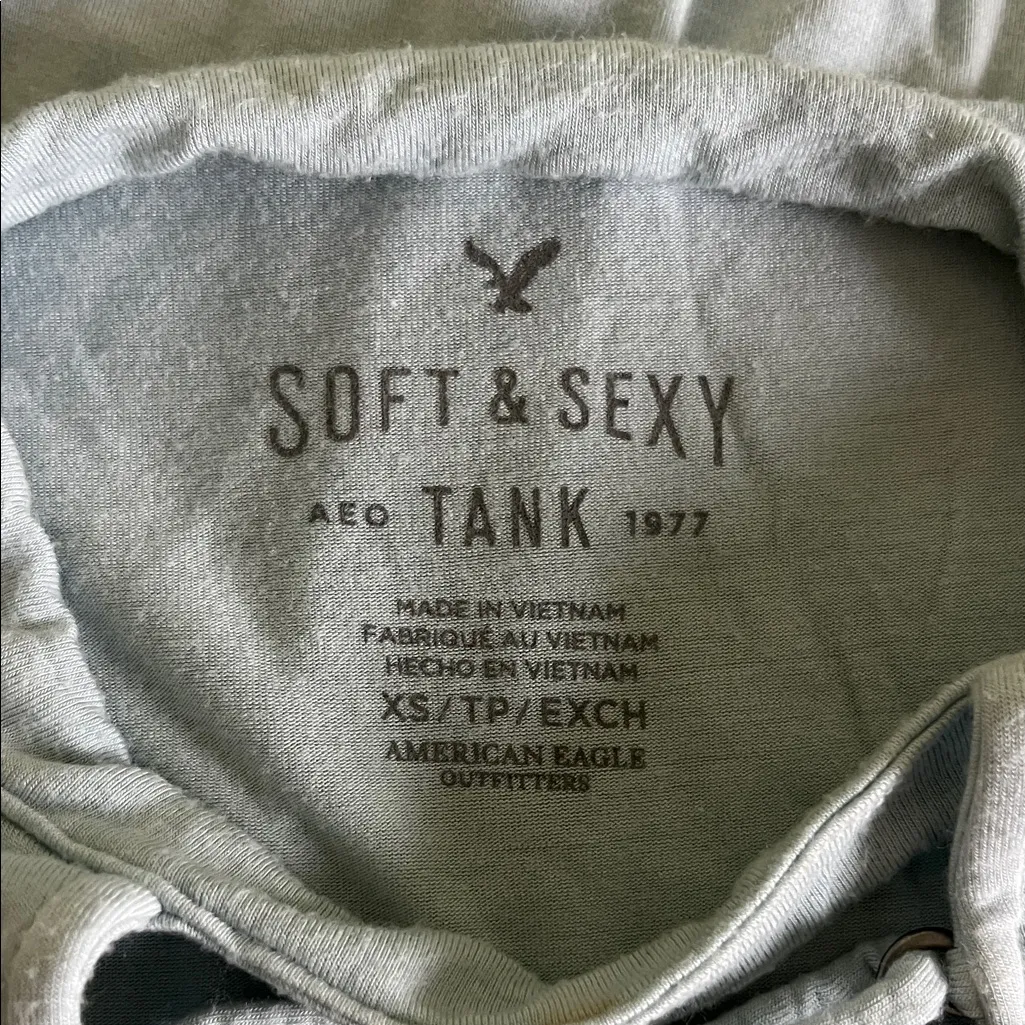 SOFT & SEXY
AEO TANK 1977
MADE IN VIETNAM
FABRIQUÉ AU VIETNAM
HECHO EN VIETNAM
XS/TP/EXCH
AMERICAN EAGLE
OUTFITTERS